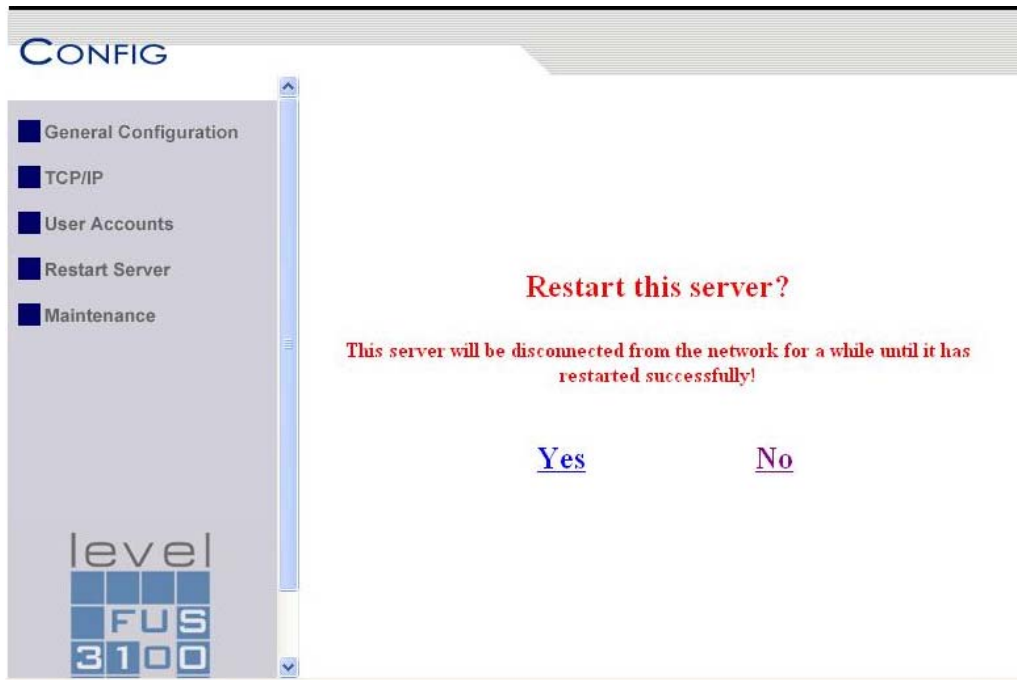 CONFIG
General Configuration
TCP/IP
User Accounts
Restart Server
Maintenance
level
FUS
3100
Restart this server?
This server will be disconnected from the network for a while until it has
restarted successfully!
Yes No